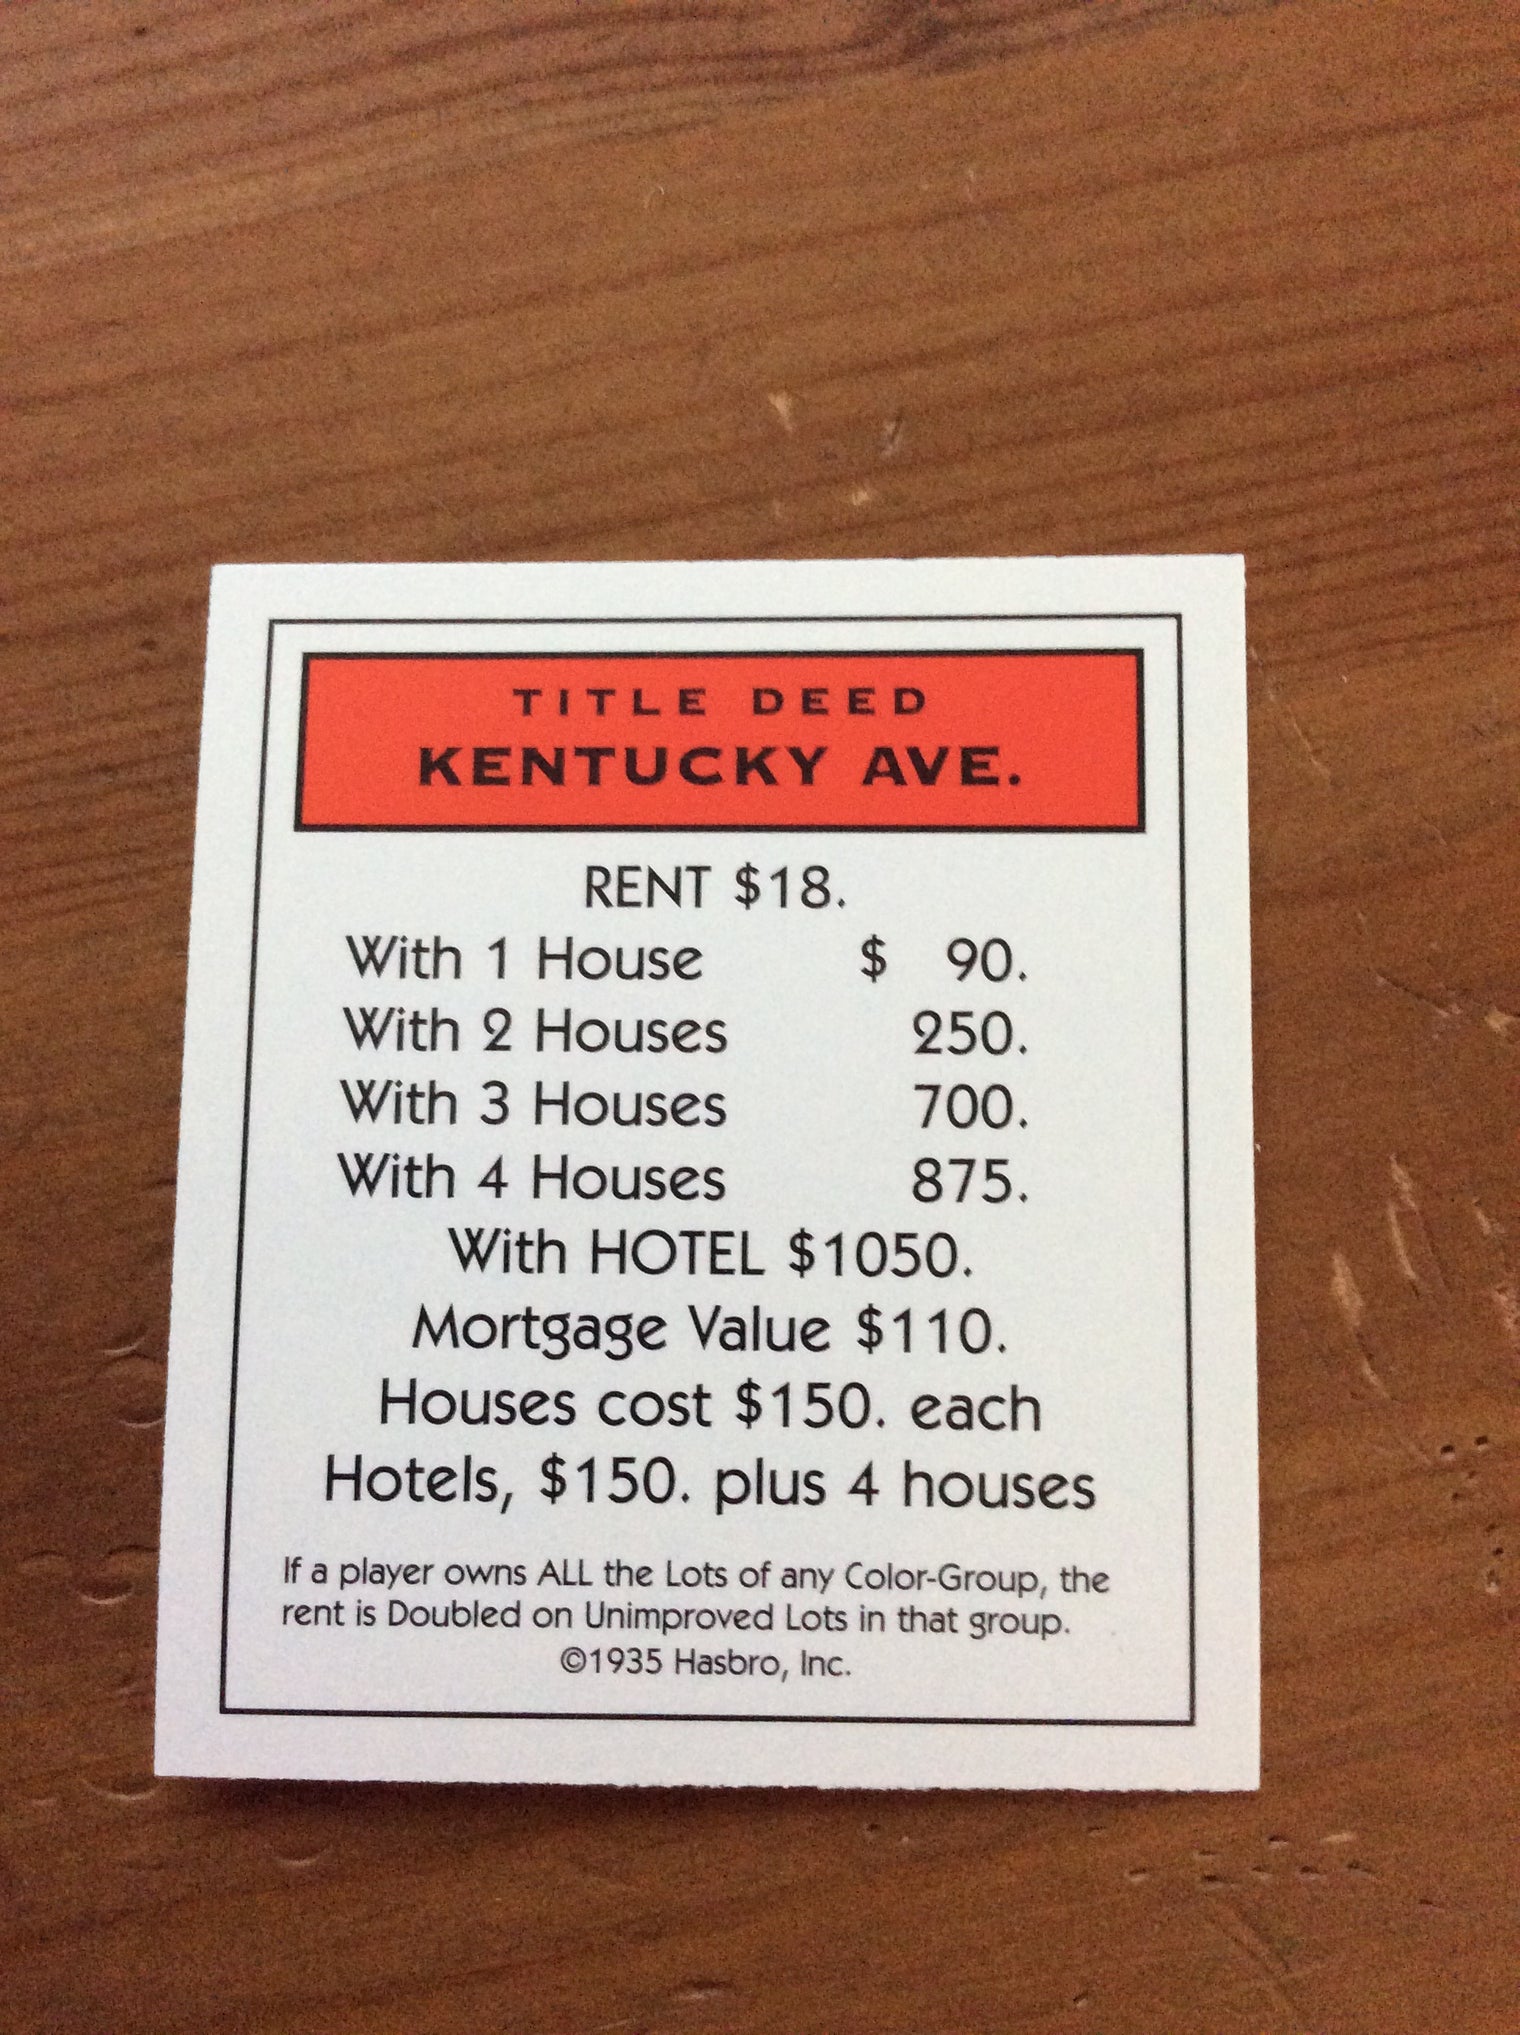 TITLE DEED
KENTUCKY AVE.
RENT $18.
With 1 House $ 90.
With 2 Houses 250.
With 3 Houses 700.
With 4 Houses 875.
With HOTEL $1050.
Mortgage Value $110.
Houses cost $150. each
Hotels, $150. plus 4 houses
If a player owns ALL the Lots of any Color-Group, the
rent is Doubled on Unimproved Lots in that group.
©1935 Hasbro, Inc.